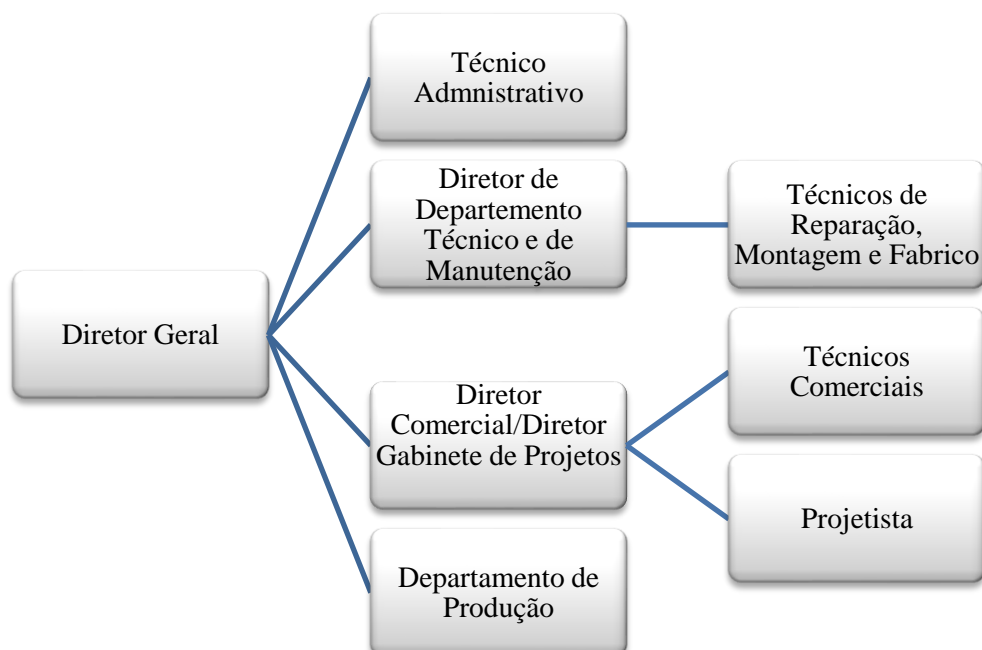 Técnico
Admnistrativo
Diretor de
Departemento
Técnico e de
Manutenção
Técnicos de
Reparação,
Montagem e Fabrico
Diretor Geral
Diretor
Comercial/Diretor
Gabinete de Projetos
Técnicos
Comerciais
Projetista
Departamento de
Produção